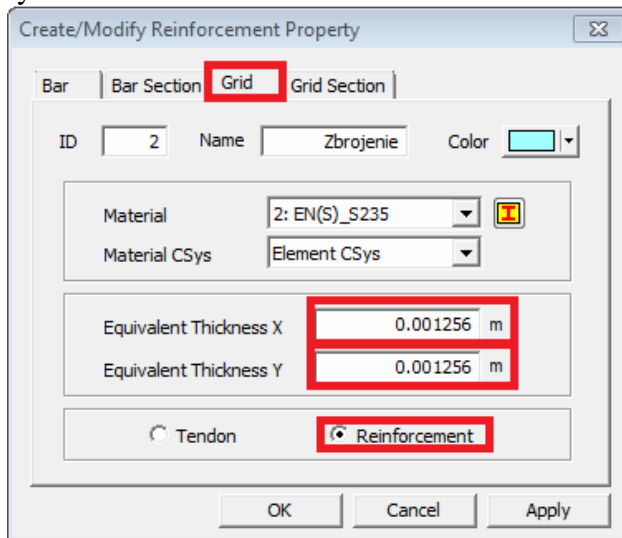 Create/Modify Reinforcement Property
Bar Bar Section Grid Grid Section
ID 2 Name Zbrojenie Color
Material 2: EN(S)_S235
Material CSys Element CSys
Equivalent Thickness X 0.001256 m
Equivalent Thickness Y 0.001256 m
Tendon Reinforcement
OK Cancel Apply